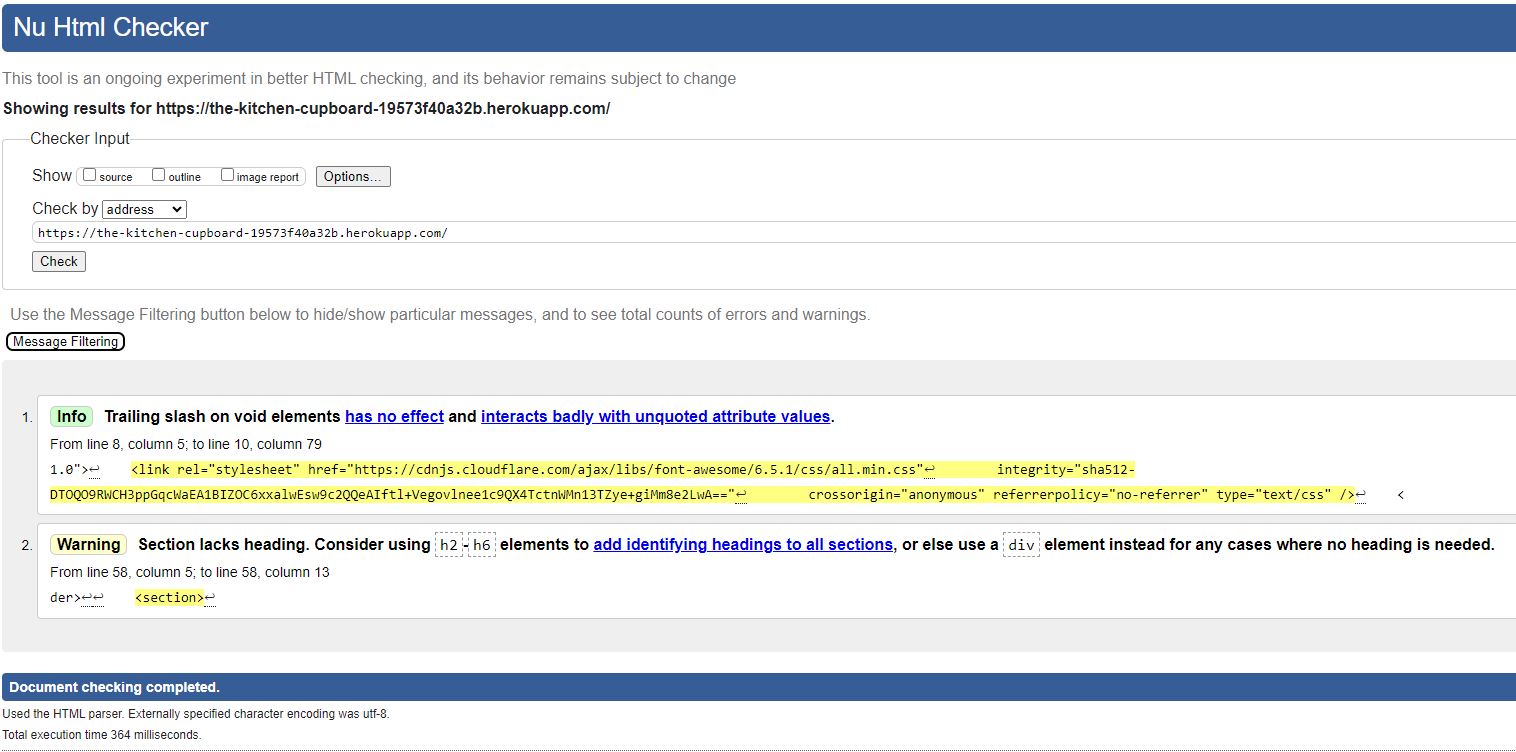 Nu Html Checker
This tool is an ongoing experiment in better HTML checking, and its behavior remains subject to change
Showing results for https://the-kitchen-cupboard-19573f40a32b.herokuapp.com/
Checker Input
Show source outline image report Options...
Check by address
https://the-kitchen-cupboard-19573f40a32b.herokuapp.com/
Check
Use the Message Filtering button below to hide/show particular messages, and to see total counts of errors and warnings.
Message Filtering
1. Info Trailing slash on void elements has no effect and interacts badly with unquoted attribute values.
From line 8, column 5; to line 10, column 79
1.0">↩ <link rel="stylesheet" href="https://cdnjs.cloudflare.com/ajax/libs/font-awesome/6.5.1/css/all.min.css"↩ integrity="sha512-
DTOQO9RWCH3ppGqcWaEA1BIZOC6xxalwEsw9c2QQeAIftl+Vegovlnee1c9QX4TctnWMn13TZye+giMm8e2LwA=="↩ crossorigin="anonymous" referrerpolicy="no-referrer" type="text/css" />↩ <
2. Warning Section lacks heading. Consider using h2-h6 elements to add identifying headings to all sections, or else use a div element instead for any cases where no heading is needed.
From line 58, column 5; to line 58, column 13
der>↩↩ <section>↩
Document checking completed.
Used the HTML parser. Externally specified character encoding was utf-8.
Total execution time 364 milliseconds.